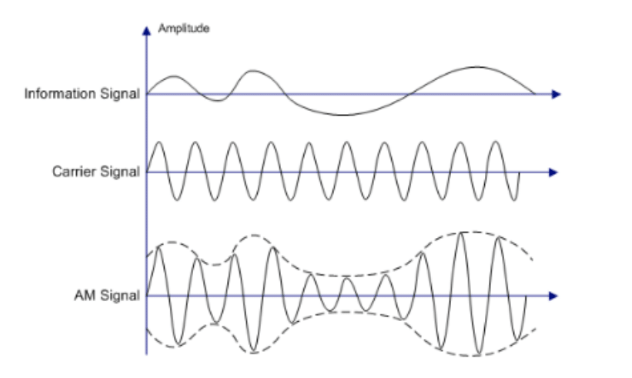 Amplitude
Information Signal
Carrier Signal
AM Signal